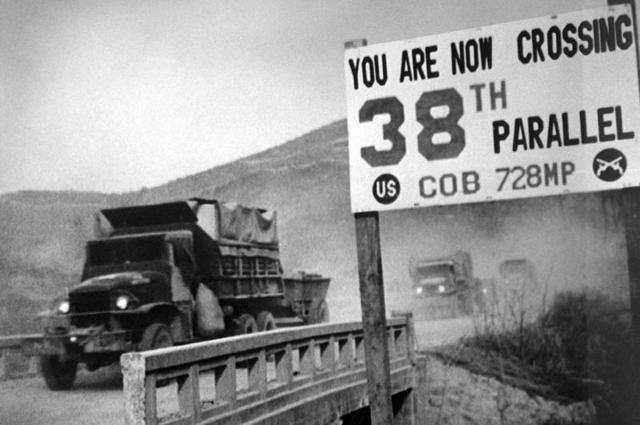 YOU ARE NOW CROSSING
38TH PARALLEL
US COB 728MP